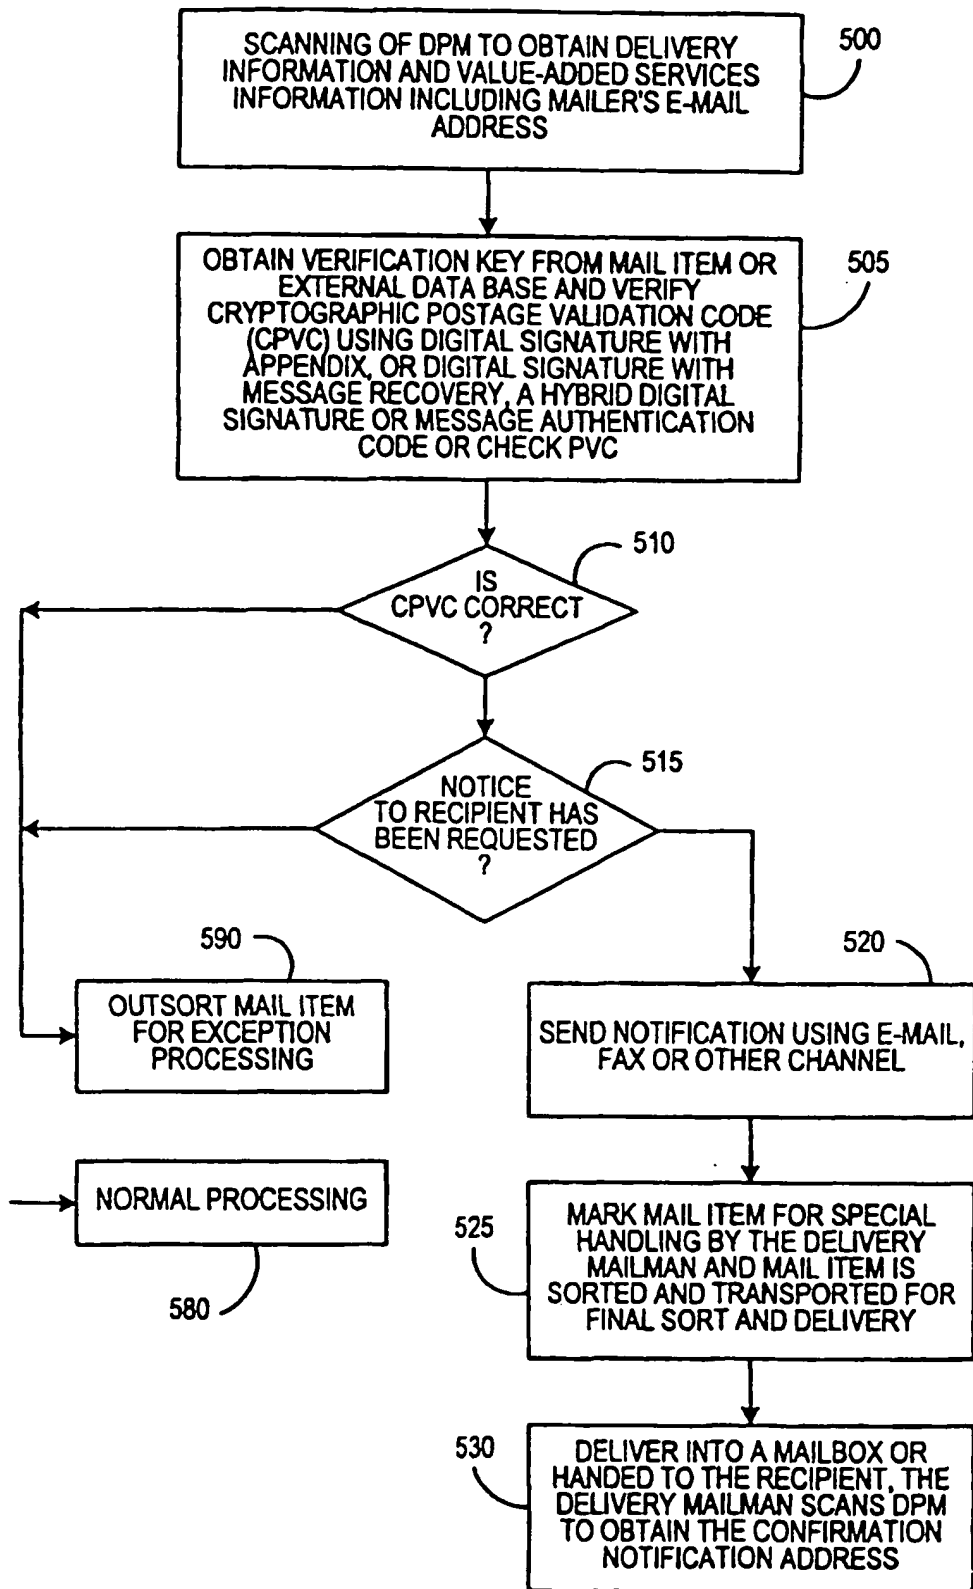 SCANNING OF DPM TO OBTAIN DELIVERY
INFORMATION AND VALUE-ADDED SERVICES
INFORMATION INCLUDING MAILER'S E-MAIL
ADDRESS
500
OBTAIN VERIFICATION KEY FROM MAIL ITEM OR
EXTERNAL DATA BASE AND VERIFY
CRYPTOGRAPHIC POSTAGE VALIDATION CODE
(CPVC) USING DIGITAL SIGNATURE WITH
APPENDIX, OR DIGITAL SIGNATURE WITH
MESSAGE RECOVERY, A HYBRID DIGITAL
SIGNATURE OR MESSAGE AUTHENTICATION
CODE OR CHECK PVC
505
IS
CPVC CORRECT
?
510
NOTICE
TO RECIPIENT HAS
BEEN REQUESTED
?
515
590
OUTSORT MAIL ITEM
FOR EXCEPTION
PROCESSING
520
SEND NOTIFICATION USING E-MAIL,
FAX OR OTHER CHANNEL
NORMAL PROCESSING
580
525
MARK MAIL ITEM FOR SPECIAL
HANDLING BY THE DELIVERY
MAILMAN AND MAIL ITEM IS
SORTED AND TRANSPORTED FOR
FINAL SORT AND DELIVERY
530
DELIVER INTO A MAILBOX OR
HANDED TO THE RECIPIENT, THE
DELIVERY MAILMAN SCANS DPM
TO OBTAIN THE CONFIRMATION
NOTIFICATION ADDRESS